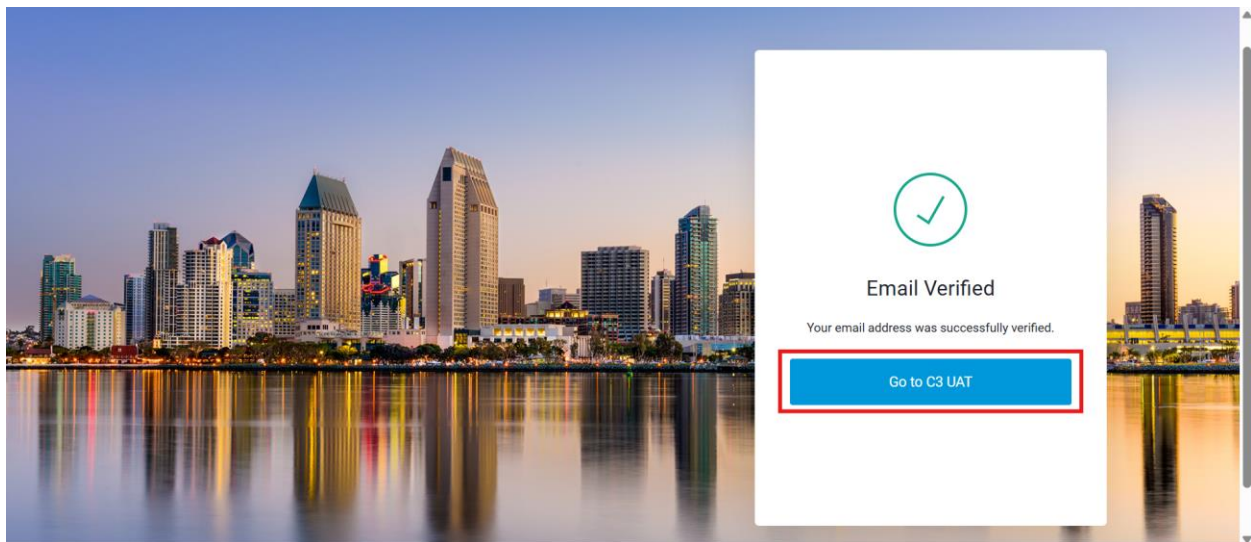 Email Verified
Your email address was successfully verified.
Go to C3 UAT